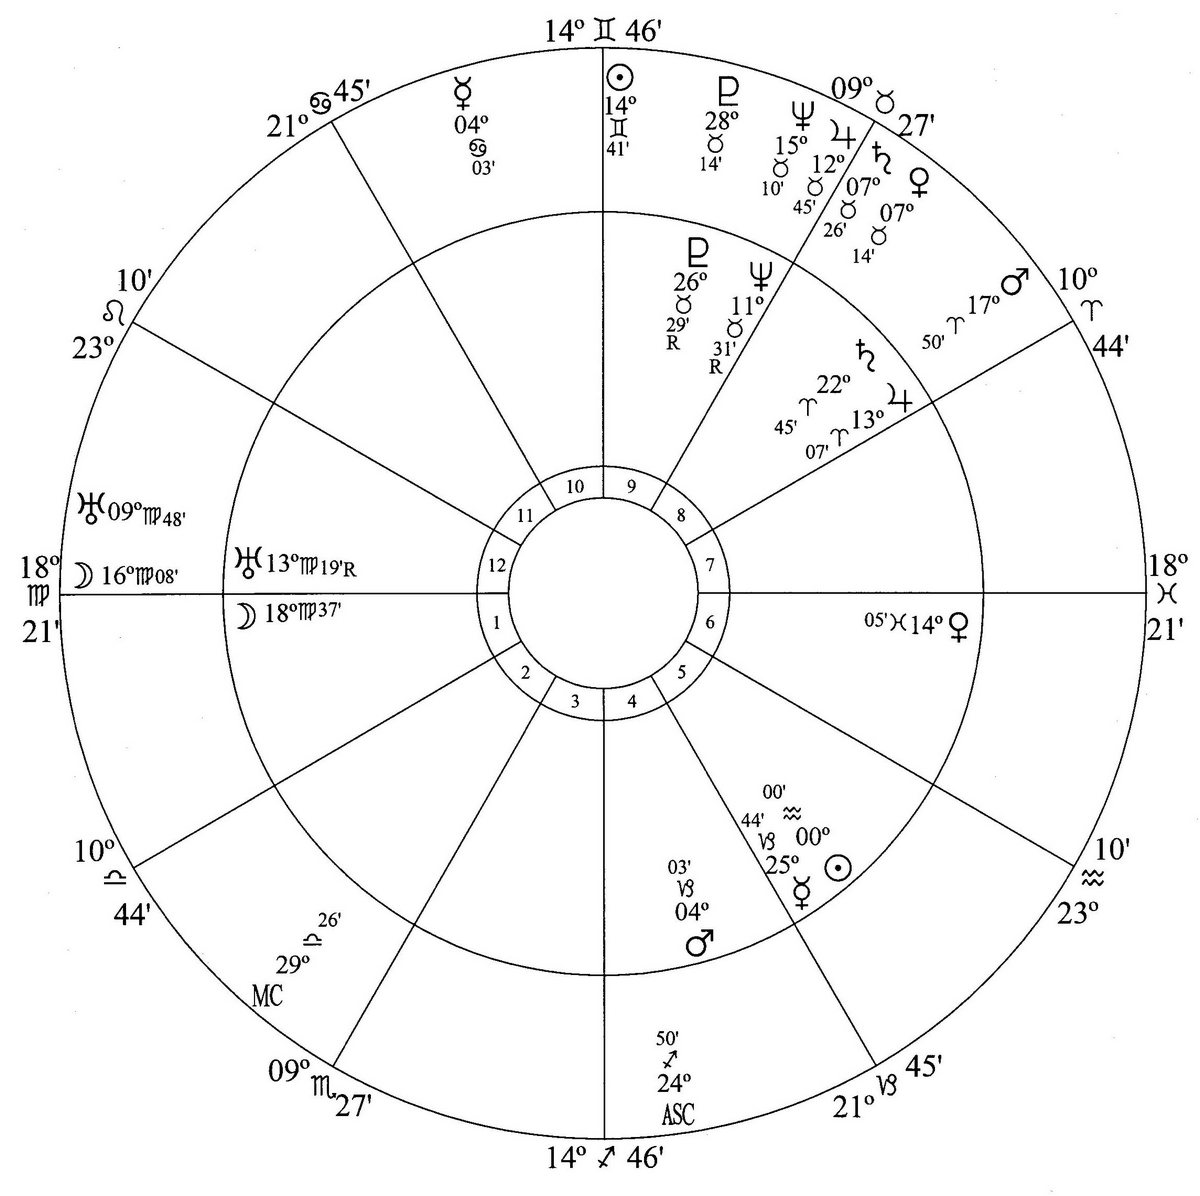 14º ♊ 46'
21º ♋ 45'
☿
04º
♋
03'
☉
14º
♊
41'
♇
28º
♉
14'
♆
15º
♉
10'
♃
12º
♉
45'
09º ♉ 27'
♄
07º
♉
26'
♀
07º
♉
14'
♂
17º
♈
50'
10º
♈
44'
10'
♌
23º
♇
26º
♉
29'
R
♆
11º
♉
31'
R
♄
22º
♈
45'
♃
13º
♈
07'
10 9
11 8
12 7
1 6
2 5
3 4
♅ 09º ♍ 48'
☽ 16º ♍ 08'
♅ 13º ♍ 19' R
☽ 18º ♍ 37'
18º
♍
21'
18º
♓
21'
05' ♓ 14º ♀
00'
♒
00º
☉
44'
♑
25º
☿
03'
♑
04º
♂
10º
♎
44'
26'
♎
29º
MC
10'
♒
23º
50'
♐
24º
ASC
09º ♏ 27'
21º ♑ 45'
14º ♐ 46'